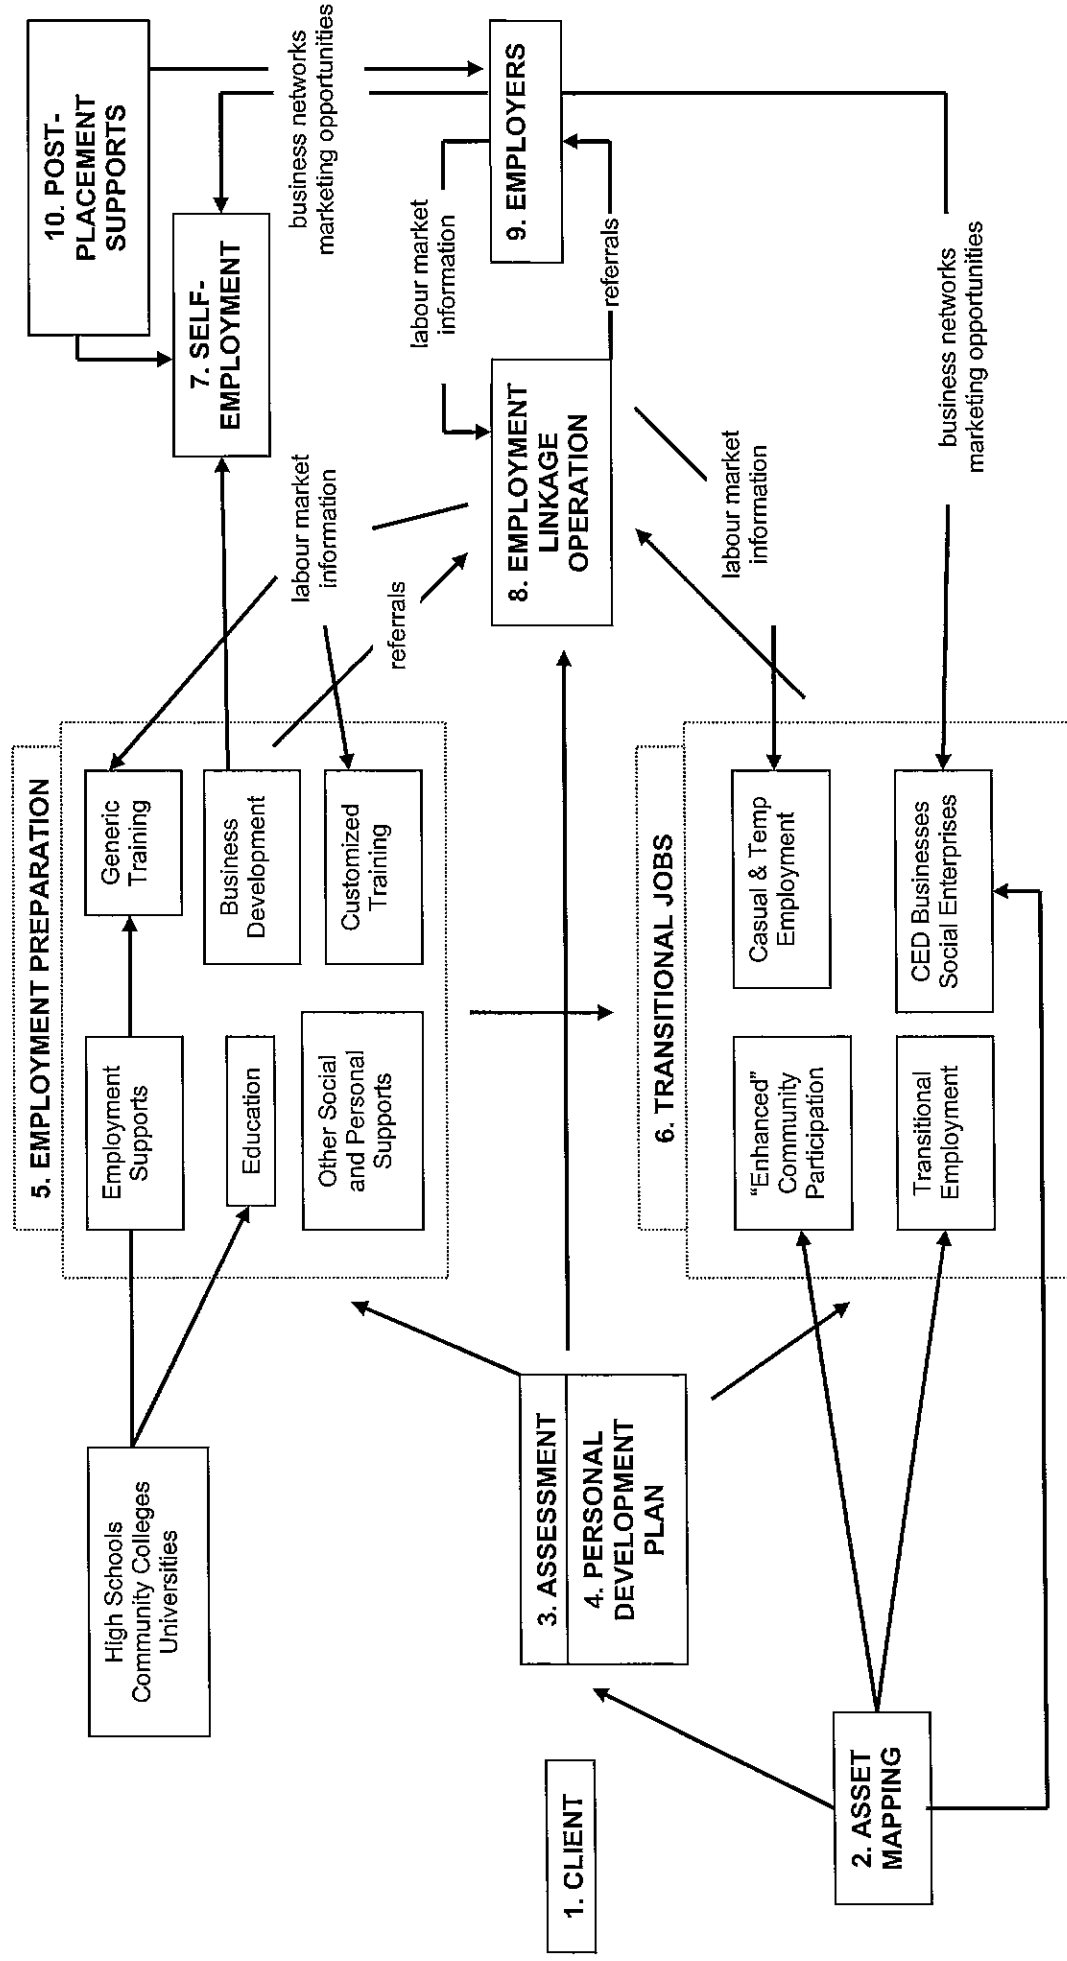 1. CLIENT
2. ASSET
MAPPING
High Schools
Community Colleges
Universities
3. ASSESSMENT
4. PERSONAL
DEVELOPMENT
PLAN
5. EMPLOYMENT PREPARATION
Employment
Supports
Generic
Training
Education
Business
Development
Other Social
and Personal
Supports
Customized
Training
6. TRANSITIONAL JOBS
“Enhanced”
Community
Participation
Casual & Temp
Employment
Transitional
Employment
CED Businesses
Social Enterprises
labour market
information
referrals
8. EMPLOYMENT
LINKAGE
OPERATION
labour market
information
7. SELF-
EMPLOYMENT
10. POST-
PLACEMENT
SUPPORTS
business networks
marketing opportunities
labour market
information
9. EMPLOYERS
referrals
business networks
marketing opportunities